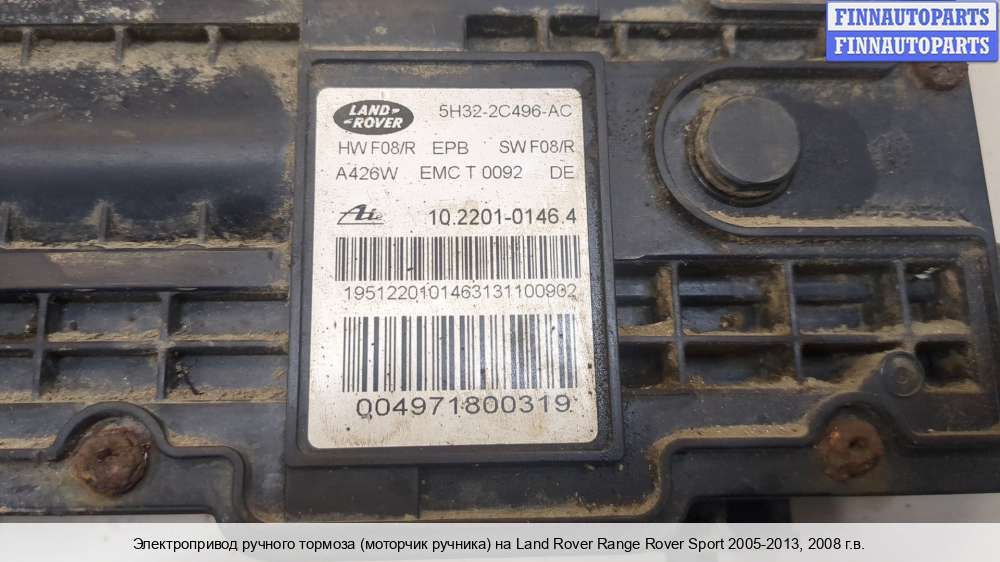 FINNAUTOPARTS
FINNAUTOPARTS
LAND ROVER 5H32-2C496-AC
HW F08/R EPB SW F08/R
A426W EMC T 0092 DE
Ate 10.2201-0146.4
1951220101463131100902
004971800319
Электропривод ручного тормоза (моторчик ручника) на Land Rover Range Rover Sport 2005-2013, 2008 г.в.